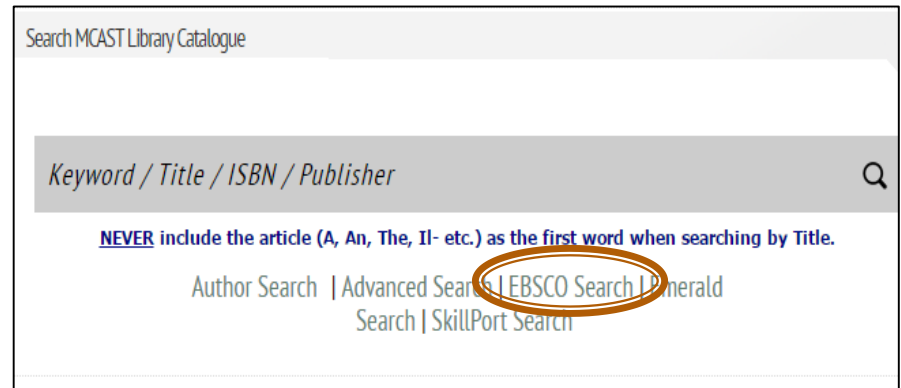 Search MCAST Library Catalogue
Keyword / Title / ISBN / Publisher
NEVER include the article (A, An, The, Il- etc.) as the first word when searching by Title.
Author Search | Advanced Search | EBSCO Search | Emerald
Search | SkillPort Search